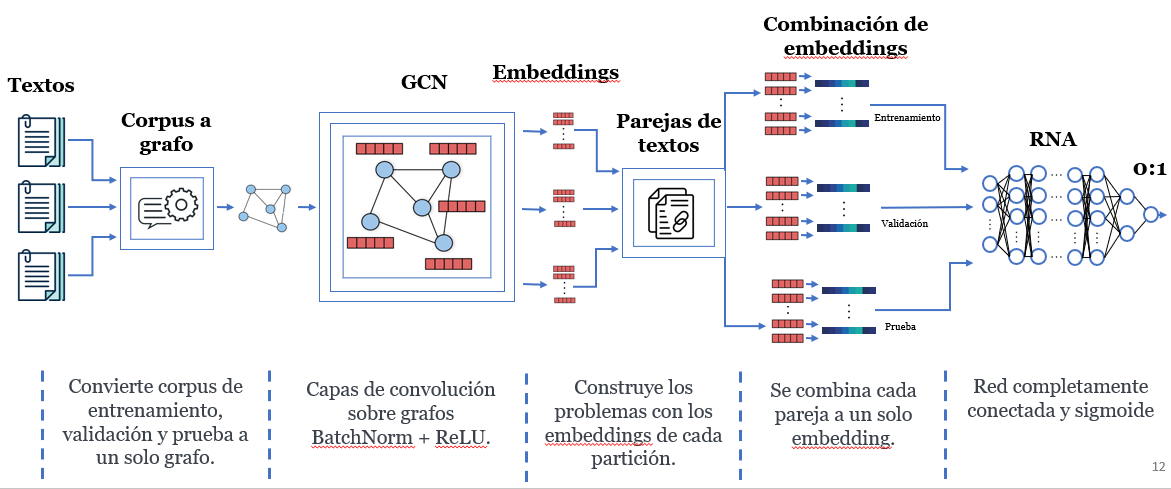 Textos
Corpus a
grafo
GCN
Embeddings
Parejas de
textos
Combinación de
embeddings
Entrenamiento
Validación
Prueba
RNA
0:1
Convierte corpus de
entrenamiento,
validación y prueba a
un solo grafo.
Capas de convolución
sobre grafos
BatchNorm + ReLU.
Construye los
problemas con los
embeddings de cada
partición.
Se combina cada
pareja a un solo
embedding.
Red completamente
conectada y sigmoide
12